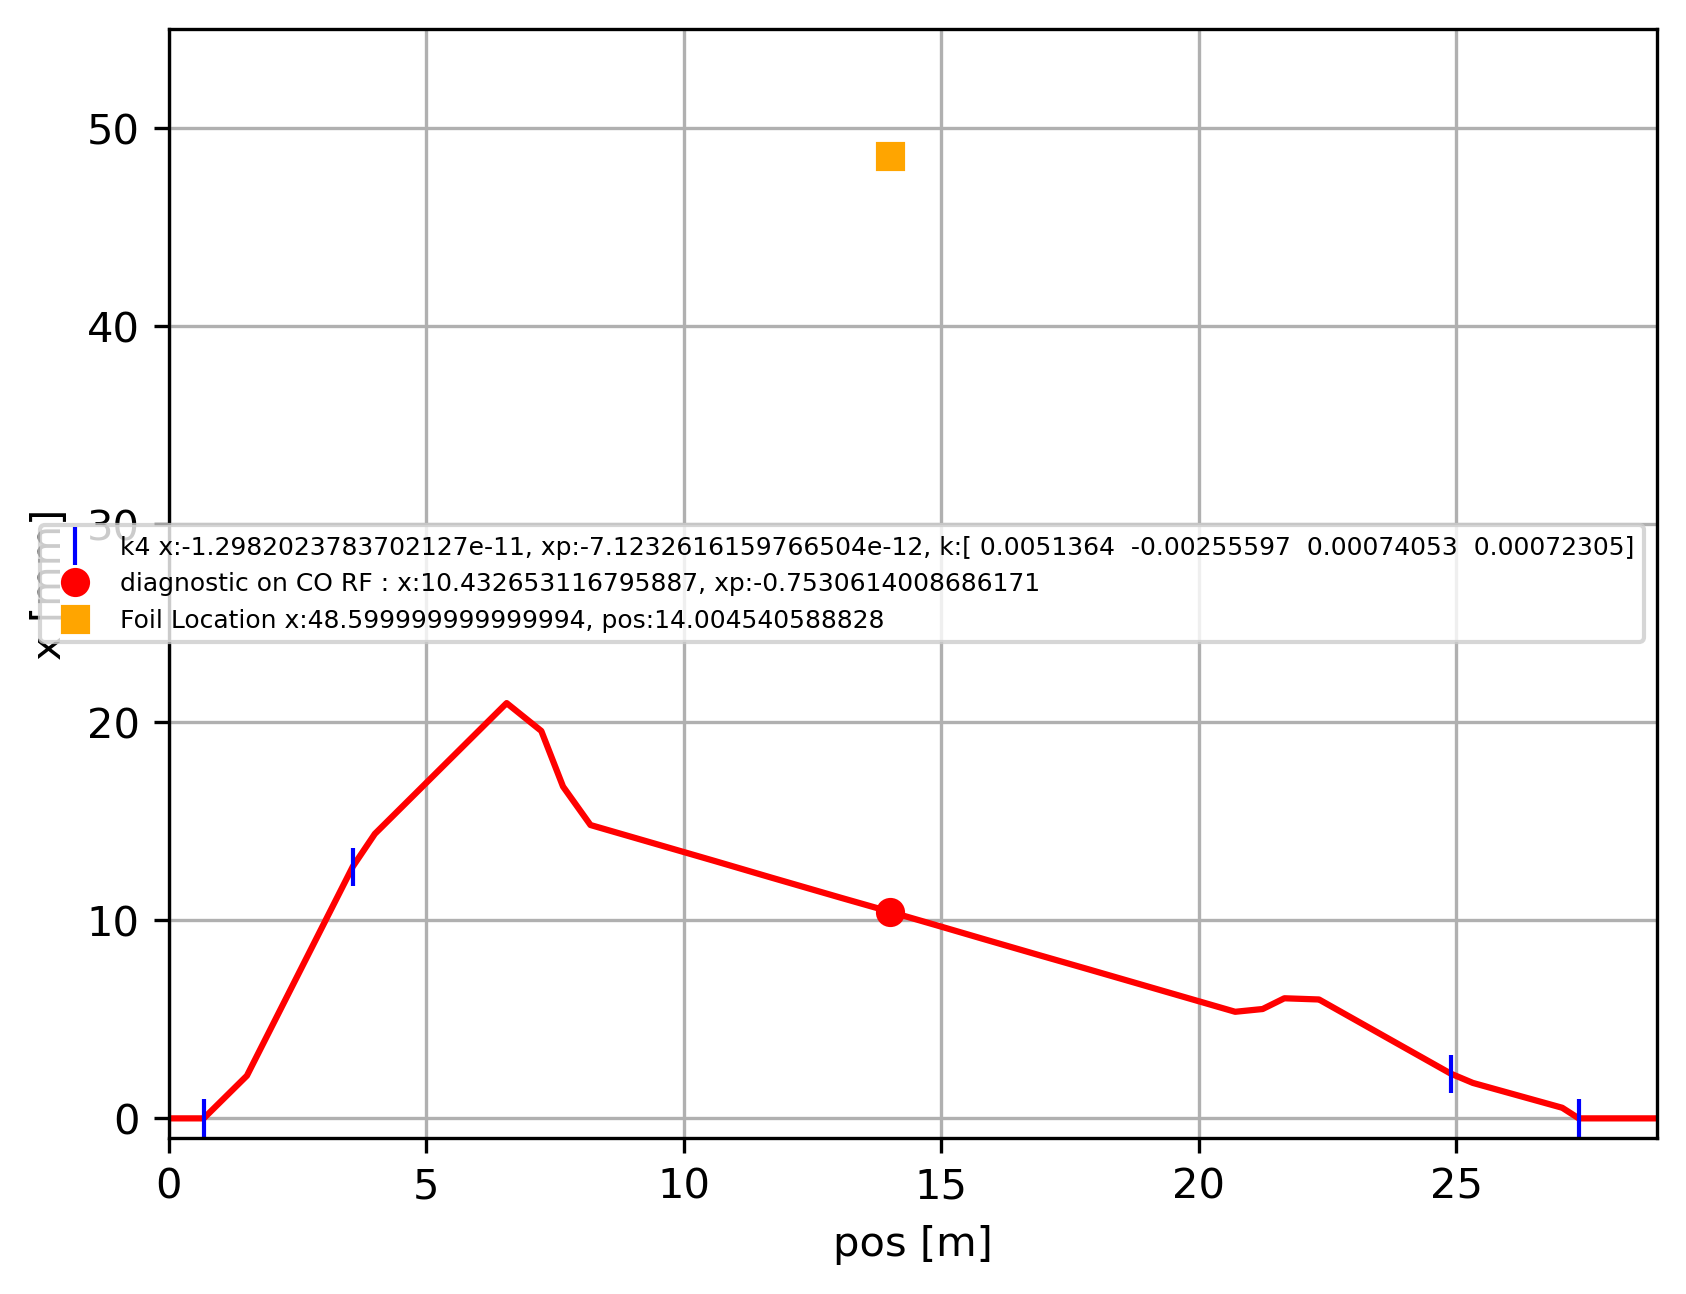 50
40
30
20
10
0
x [mm]
k4 x:-1.2982023783702127e-11, xp:-7.1232616159766504e-12, k:[ 0.0051364  -0.00255597  0.00074053  0.00072305]
diagnostic on CO RF : x:10.432653116795887, xp:-0.7530614008686171
Foil Location x:48.599999999999994, pos:14.004540588828
0 5 10 15 20 25
pos [m]